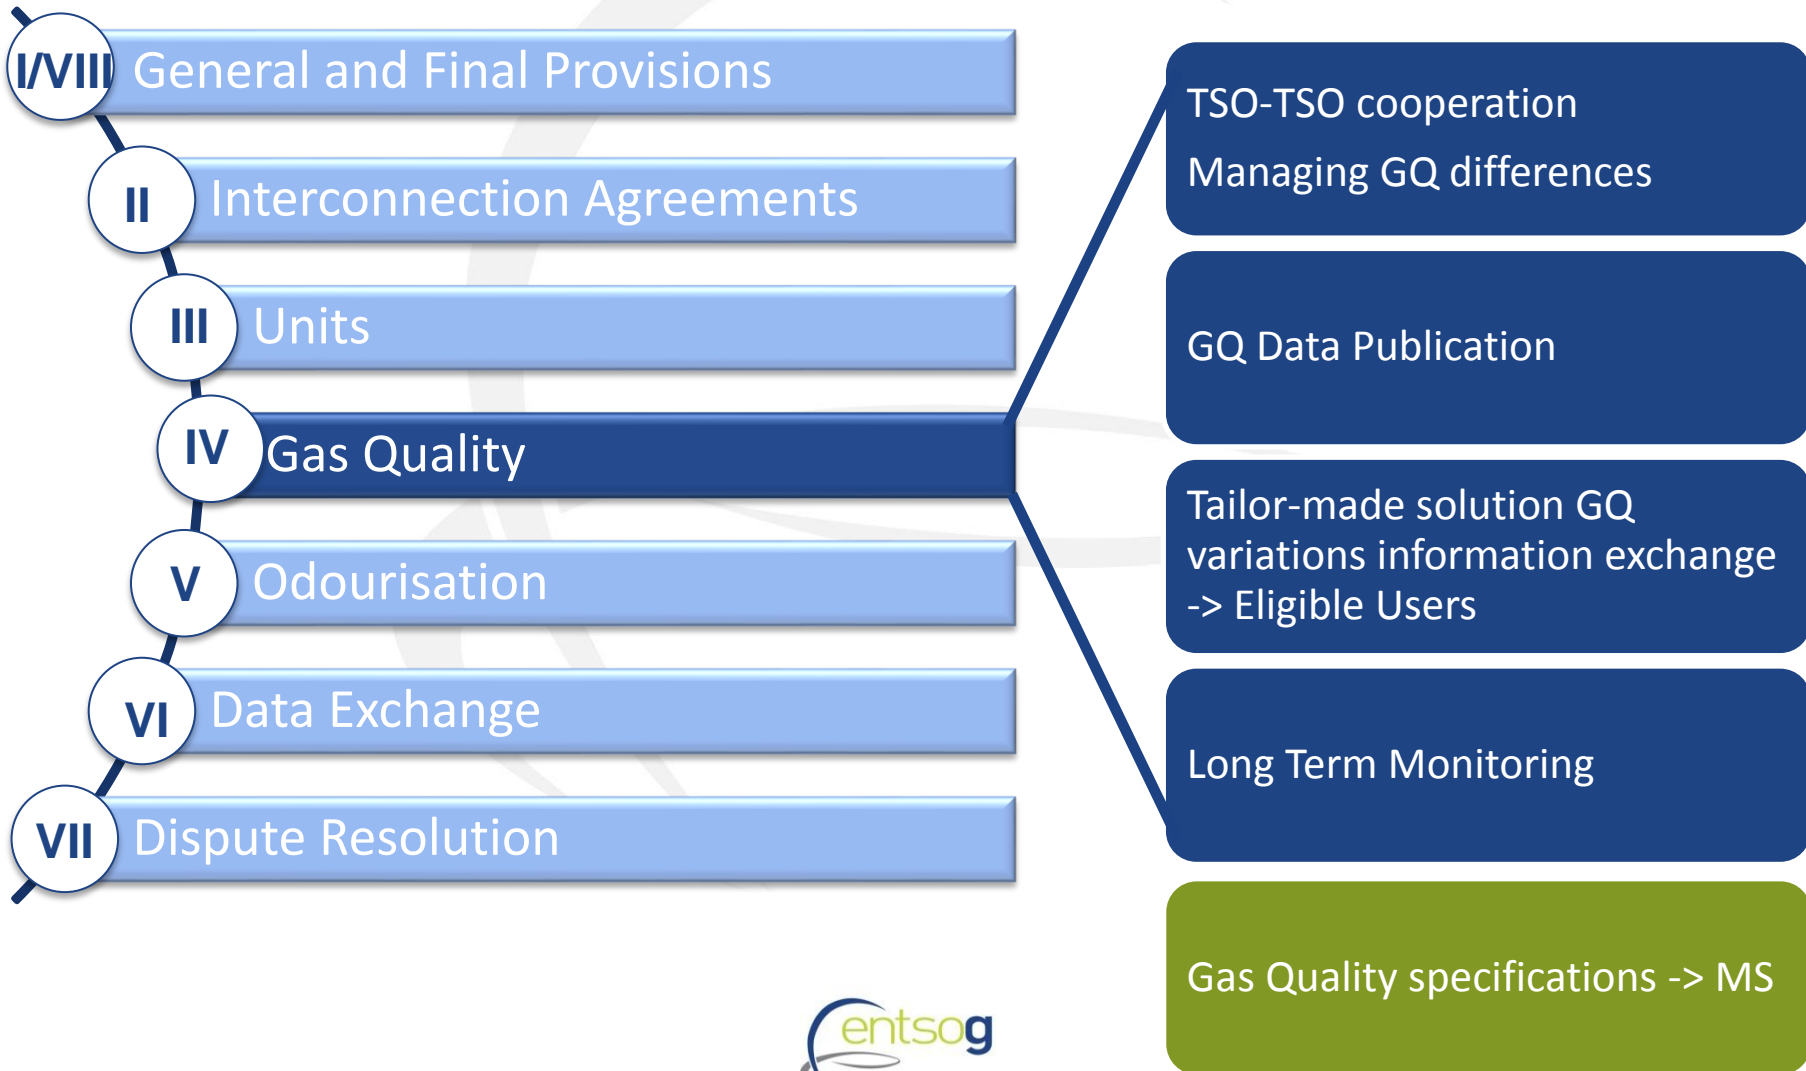 I/VIII General and Final Provisions
II Interconnection Agreements
III Units
IV Gas Quality
V Odourisation
VI Data Exchange
VII Dispute Resolution
TSO-TSO cooperation
Managing GQ differences
GQ Data Publication
Tailor-made solution GQ
variations information exchange
-> Eligible Users
Long Term Monitoring
Gas Quality specifications -> MS
entsog